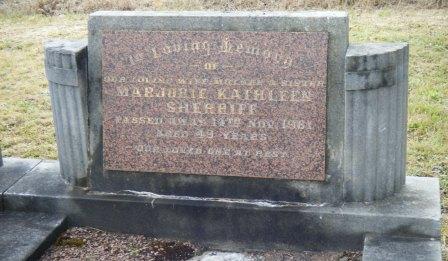 In Loving Memory
OF
OUR LOVING WIFE MOTHER & SISTER
MARJORIE KATHLEEN
SHERRIFF
PASSED AWAY 14TH NOV. 1961
AGED 49 YEARS
OUR LOVED ONE AT REST